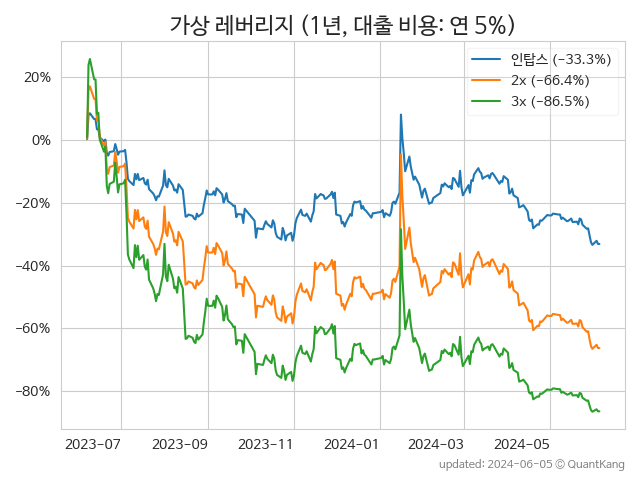 가상 레버리지 (1년, 대출 비용: 연 5%)
인탑스 (−33.3%)
2x (−66.4%)
3x (−86.5%)
20%
0%
−20%
−40%
−60%
−80%
2023-07
2023-09
2023-11
2024-01
2024-03
2024-05
updated: 2024-06-05 © QuantKang